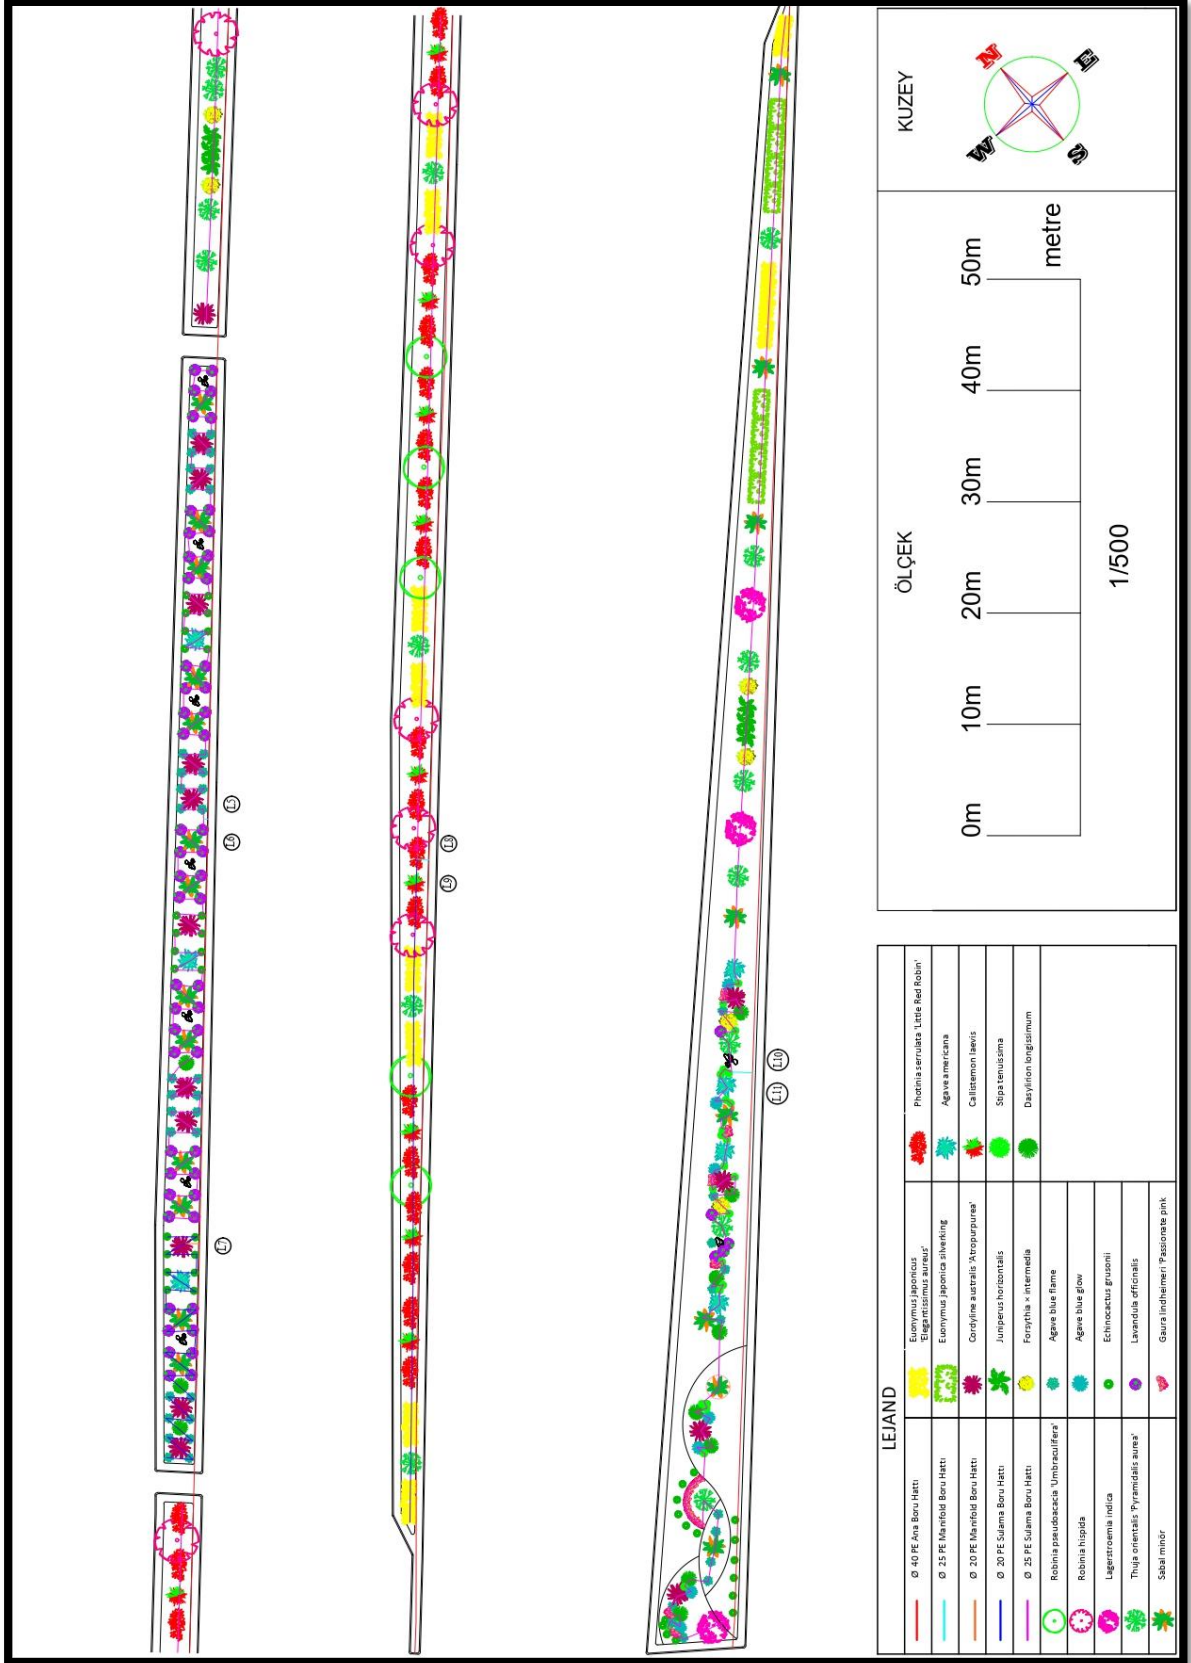 KUZEY
N
E
S
W
ÖLÇEK
0m
10m
20m
30m
40m
50m
metre
1/500
L5
L6
L7
L8
L9
L10
L11
LEJAND
Ø 40 PE Ana Boru Hattı
Ø 25 PE Manifold Boru Hattı
Ø 20 PE Manifold Boru Hattı
Ø 20 PE Sulama Boru Hattı
Ø 25 PE Sulama Boru Hattı
Robinia pseudoacacia 'Umbraculifera'
Robinia hispida
Lagerstroemia indica
Thuja orientalis 'Pyramidalis aurea'
Sabal minör
Euonymus japonicus
'Elegantissimus aureus'
Euonymus japonica silverking
Cordyline australis 'Atropurpurea'
Juniperus horizontalis
Forsythia × intermedia
Agave blue flame
Agave blue glow
Echinocactus grusonii
Lavandula officinalis
Gaura lindheimeri 'Passionate pink
Photinia serrulata 'Little Red Robin'
Agave americana
Callistemon laevis
Stipa tenuissima
Dasylirion longissimum